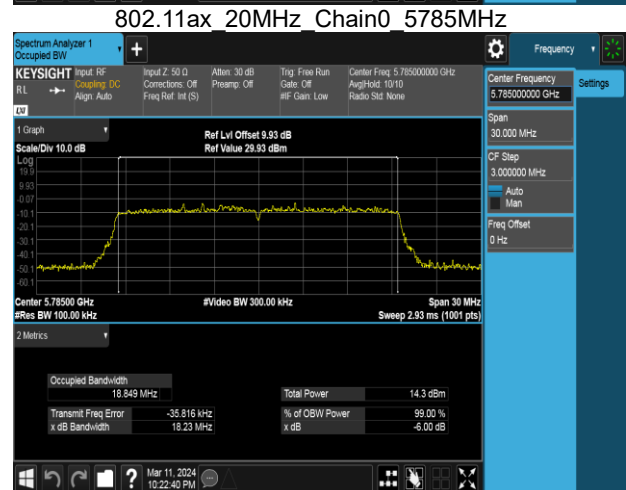 802.11ax_20MHz_Chain0_5785MHz
Spectrum Analyzer 1
Occupied BW
Frequency
KEYSIGHT
RL
LXI
Input: RF
Coupling: DC
Align: Auto
Input Z: 50 Ω
Corrections: Off
Freq Ref: Int (S)
Atten: 30 dB
Preamp: Off
Trig: Free Run
Gate: Off
#IF Gain: Low
Center Freq: 5.785000000 GHz
Avg|Hold: 10/10
Radio Std: None
Center Frequency
5.785000000 GHz
Settings
Span
30.000 MHz
CF Step
3.000000 MHz
Auto
Man
Freq Offset
0 Hz
1 Graph
Scale/Div 10.0 dB
Ref Lvl Offset 9.93 dB
Ref Value 29.93 dBm
Log
19.9
9.93
-0.07
-10.1
-20.1
-30.1
-40.1
-50.1
-60.1
Center 5.78500 GHz
#Video BW 300.00 kHz
Span 30 MHz
#Res BW 100.00 kHz
Sweep 2.93 ms (1001 pts)
2 Metrics
Occupied Bandwidth
18.849 MHz
Total Power 14.3 dBm
Transmit Freq Error -35.816 kHz
% of OBW Power 99.00 %
x dB Bandwidth 18.23 MHz
x dB -6.00 dB
?
Mar 11, 2024
10:22:40 PM